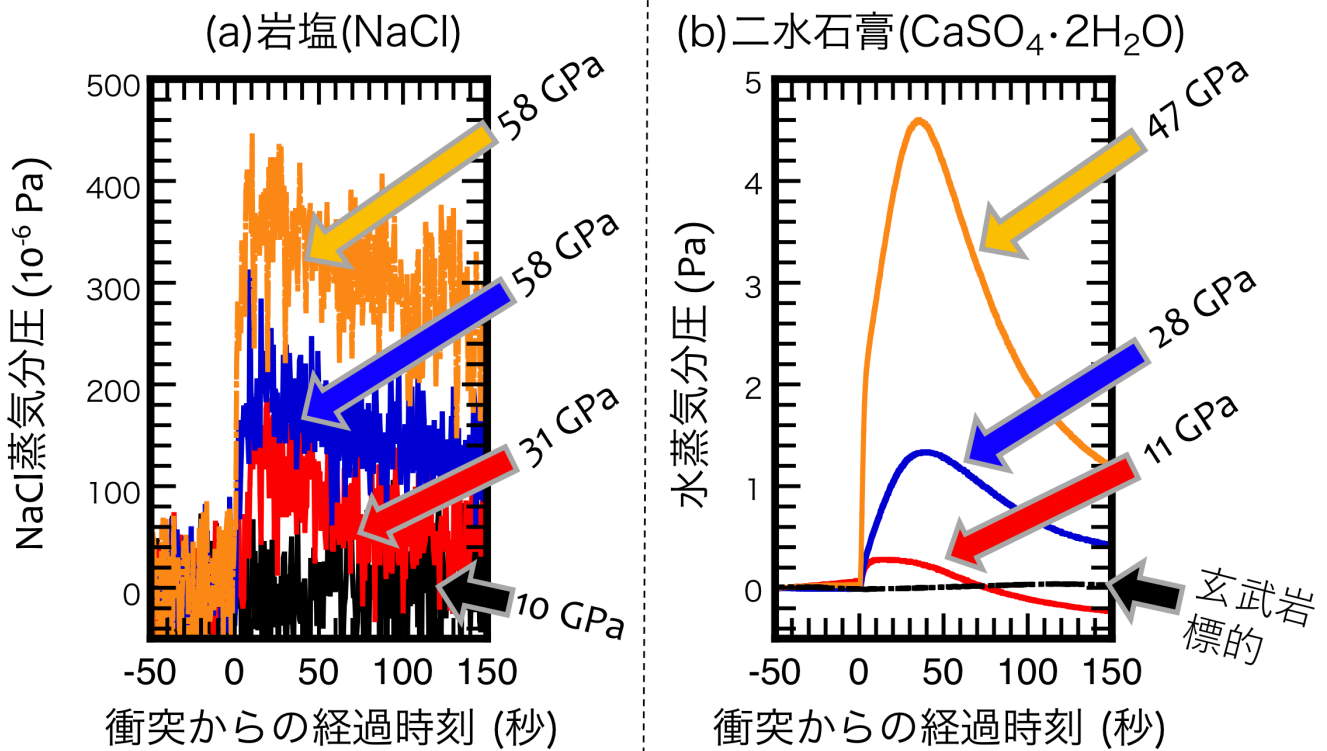 (a)岩塩(NaCl)
500
400
300
200
100
0
NaCl蒸気分圧 (10⁻⁶ Pa)
58 GPa
58 GPa
31 GPa
10 GPa
-50 0 50 100 150
衝突からの経過時刻 (秒)
(b)二水石膏(CaSO₄·2H₂O)
5
4
3
2
1
0
水蒸気分圧 (Pa)
47 GPa
28 GPa
11 GPa
玄武岩
標的
-50 0 50 100 150
衝突からの経過時刻 (秒)